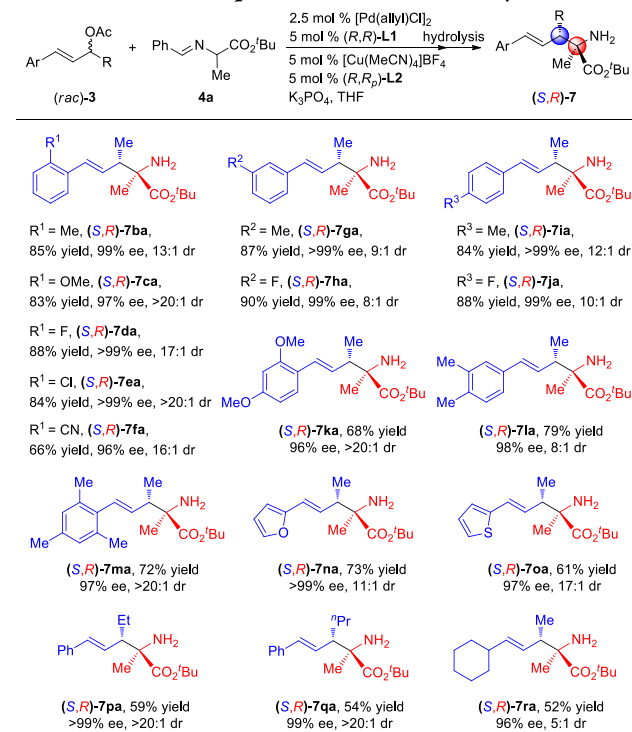 OAc
Ar
R
(rac)-3
+
Ph
N
CO2tBu
Me
4a
2.5 mol % [Pd(allyl)Cl]2
5 mol % (R,R)-L1 hydrolysis
5 mol % [Cu(MeCN)4]BF4
5 mol % (R,Rp)-L2
K3PO4, THF
R
NH2
Ar
Me
CO2tBu
(S,R)-7
R1
Me
NH2
Me
CO2tBu
R1 = Me, (S,R)-7ba,
85% yield, 99% ee, 13:1 dr
R1 = OMe, (S,R)-7ca,
83% yield, 97% ee, >20:1 dr
R1 = F, (S,R)-7da,
88% yield, >99% ee, 17:1 dr
R1 = Cl, (S,R)-7ea,
84% yield, >99% ee, >20:1 dr
R1 = CN, (S,R)-7fa,
66% yield, 96% ee, 16:1 dr
R2
Me
NH2
Me
CO2tBu
R2 = Me, (S,R)-7ga,
87% yield, >99% ee, 9:1 dr
R2 = F, (S,R)-7ha,
90% yield, 99% ee, 8:1 dr
R3
Me
NH2
Me
CO2tBu
R3 = Me, (S,R)-7ia,
84% yield, >99% ee, 12:1 dr
R3 = F, (S,R)-7ja,
88% yield, 99% ee, 10:1 dr
OMe
Me
NH2
MeO
Me
CO2tBu
(S,R)-7ka, 68% yield
96% ee, >20:1 dr
Me
Me
NH2
Me
Me
CO2tBu
(S,R)-7la, 79% yield
98% ee, 8:1 dr
Me
Me
NH2
Me
Me
Me
CO2tBu
(S,R)-7ma, 72% yield
97% ee, >20:1 dr
Me
NH2
O
Me
CO2tBu
(S,R)-7na, 73% yield
>99% ee, 11:1 dr
Me
NH2
S
Me
CO2tBu
(S,R)-7oa, 61% yield
97% ee, 17:1 dr
Et
NH2
Ph
Me
CO2tBu
(S,R)-7pa, 59% yield
>99% ee, >20:1 dr
nPr
NH2
Ph
Me
CO2tBu
(S,R)-7qa, 54% yield
99% ee, >20:1 dr
Me
NH2
Me
CO2tBu
(S,R)-7ra, 52% yield
96% ee, 5:1 dr